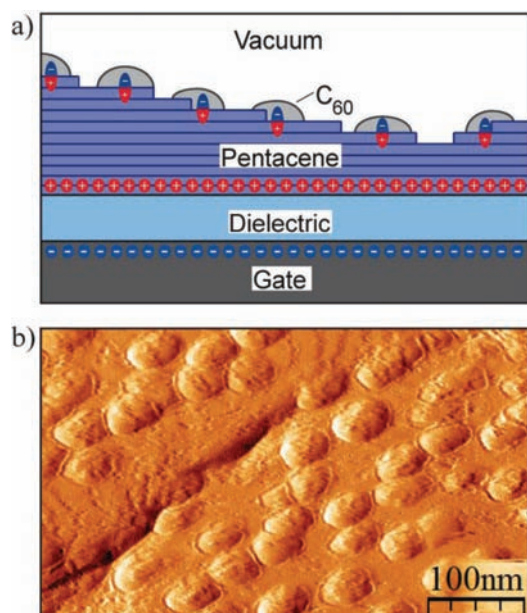 a)
Vacuum
C60
Pentacene
Dielectric
Gate
b)
100nm